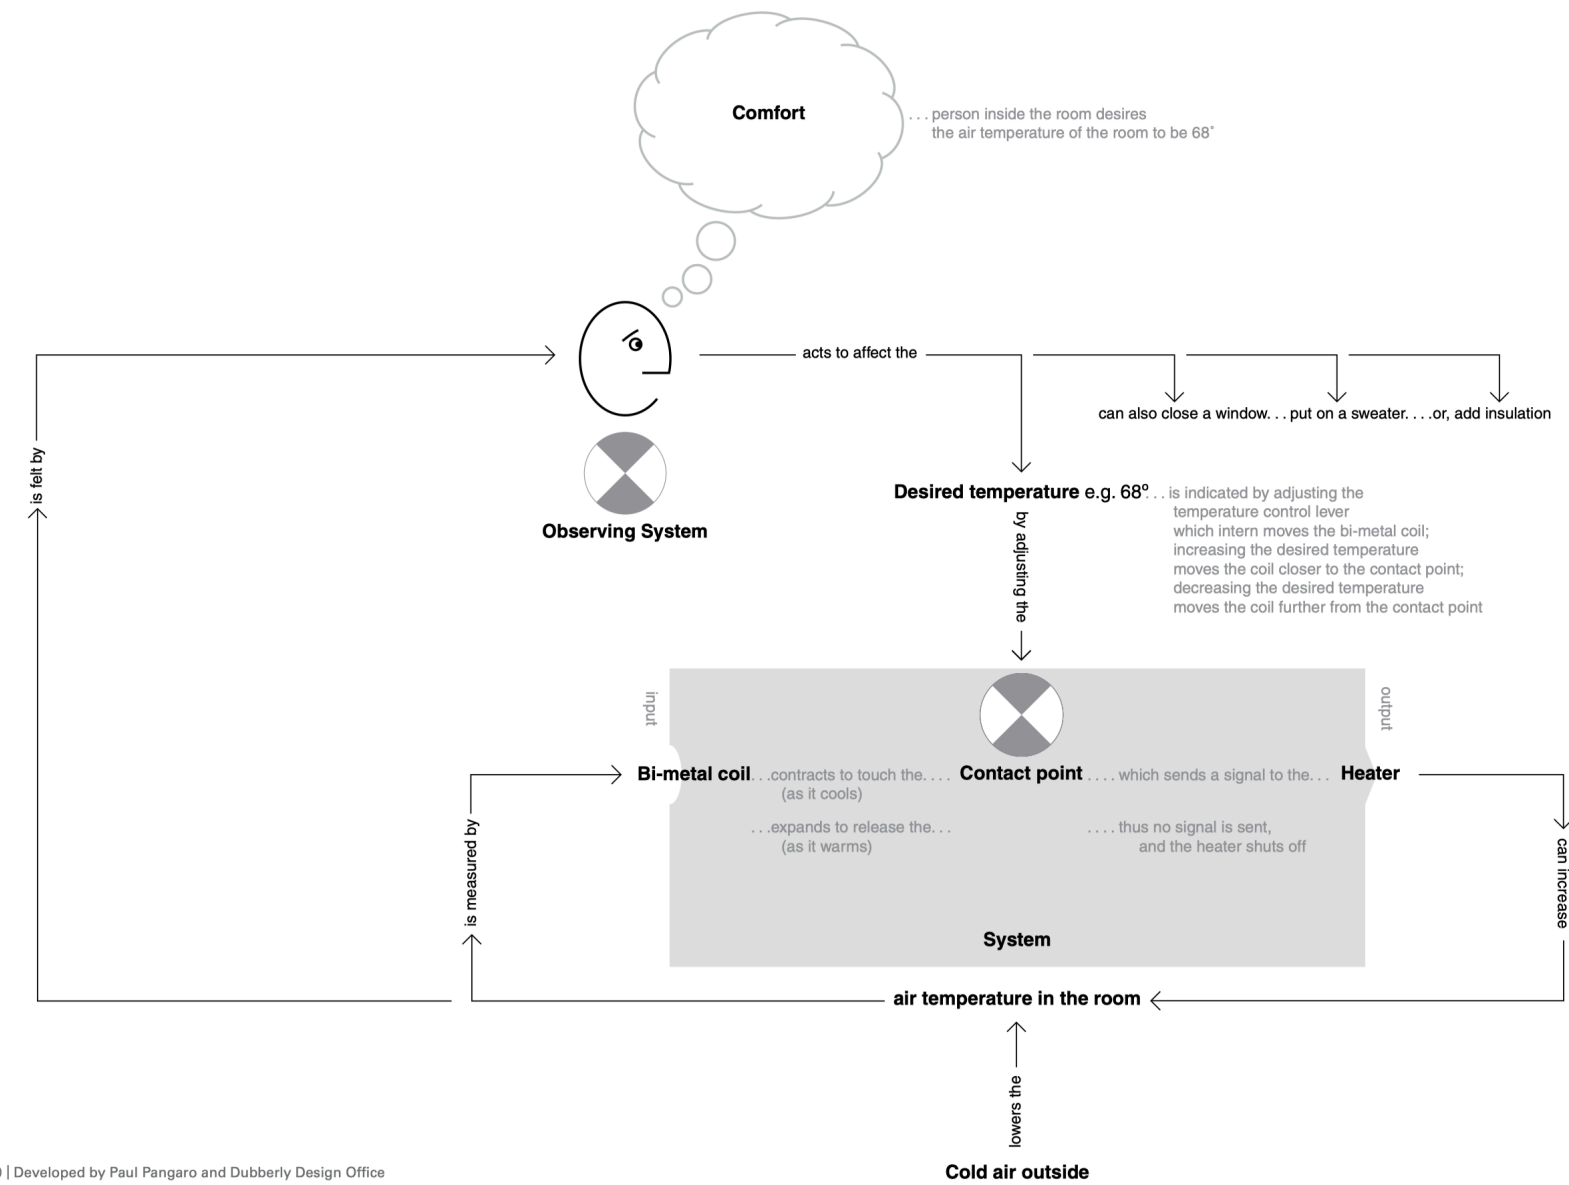 Comfort
. . . person inside the room desires
the air temperature of the room to be 68°
acts to affect the
can also close a window. . . put on a sweater. . . .or, add insulation
is felt by
Observing System
Desired temperature e.g. 68º. . . is indicated by adjusting the
temperature control lever
which intern moves the bi-metal coil;
increasing the desired temperature
moves the coil closer to the contact point;
decreasing the desired temperature
moves the coil further from the contact point
by adjusting the
input
output
Bi-metal coil. . .contracts to touch the. . . . Contact point . . . . which sends a signal to the. . . Heater
(as it cools)
. . .expands to release the. . . . . . . thus no signal is sent,
(as it warms) and the heater shuts off
is measured by
can increase
System
air temperature in the room
lowers the
Cold air outside
| Developed by Paul Pangaro and Dubberly Design Office